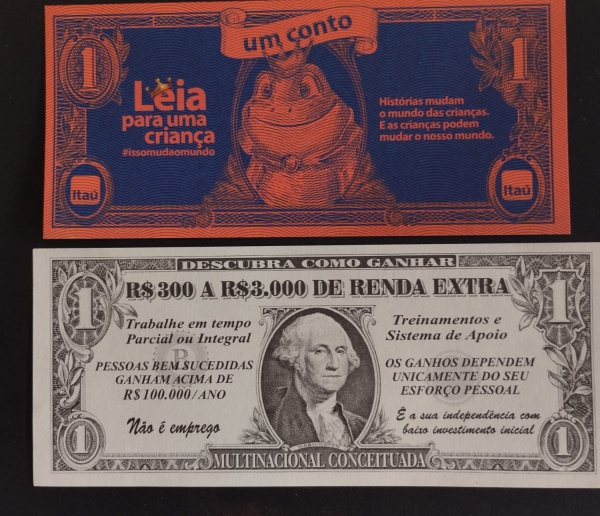 um conto
1
1
Leia
para uma
criança
#issomudaomundo
Histórias mudam
o mundo das crianças.
E as crianças podem
mudar o nosso mundo.
Itaú
Itaú
DESCUBRA COMO GANHAR
R$ 300 A R$3.000 DE RENDA EXTRA
1
1
Trabalhe em tempo
Parcial ou Integral
PESSOAS BEM SUCEDIDAS
GANHAM ACIMA DE
R$ 100.000/ANO
Não é emprego
Treinamentos e
Sistema de Apoio
OS GANHOS DEPENDEM
UNICAMENTE DO SEU
ESFORÇO PESSOAL
É a sua independência com
baixo investimento inicial
1
1
MULTINACIONAL CONCEITUADA